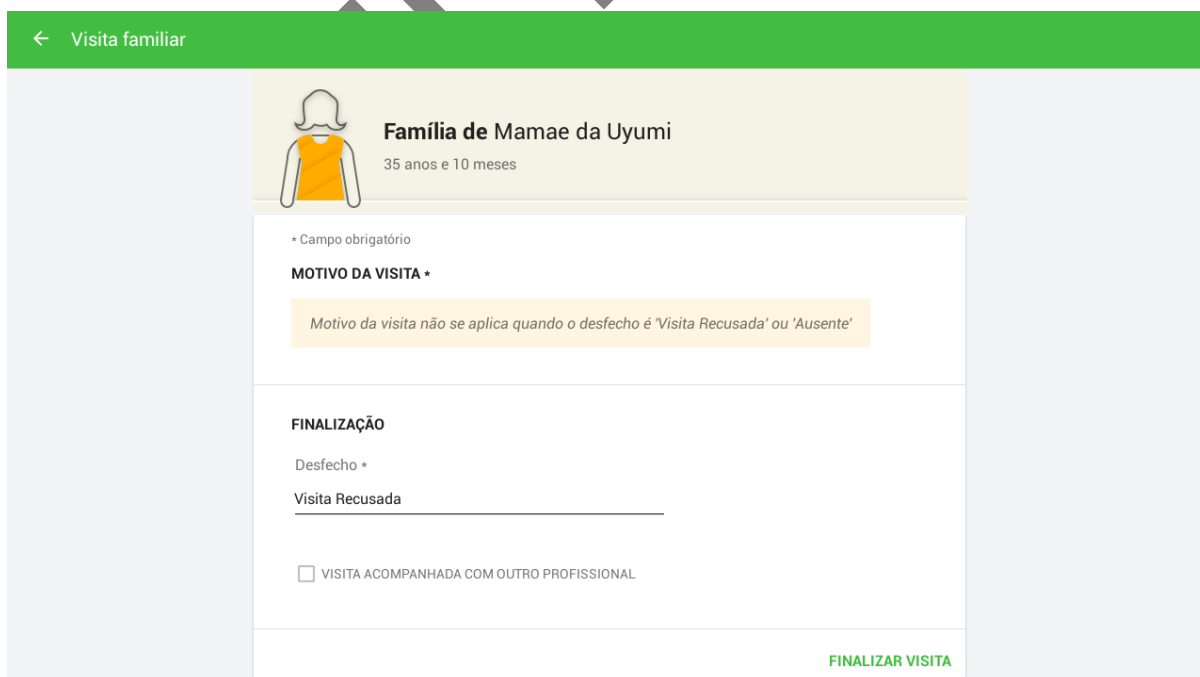 Visita familiar
Família de Mamae da Uyumi
35 anos e 10 meses
* Campo obrigatório
MOTIVO DA VISITA *
Motivo da visita não se aplica quando o desfecho é 'Visita Recusada' ou 'Ausente'
FINALIZAÇÃO
Desfecho *
Visita Recusada
VISITA ACOMPANHADA COM OUTRO PROFISSIONAL
FINALIZAR VISITA